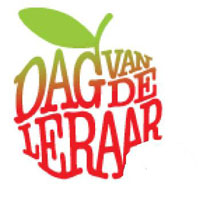 DAG VAN
DE
LERAAR